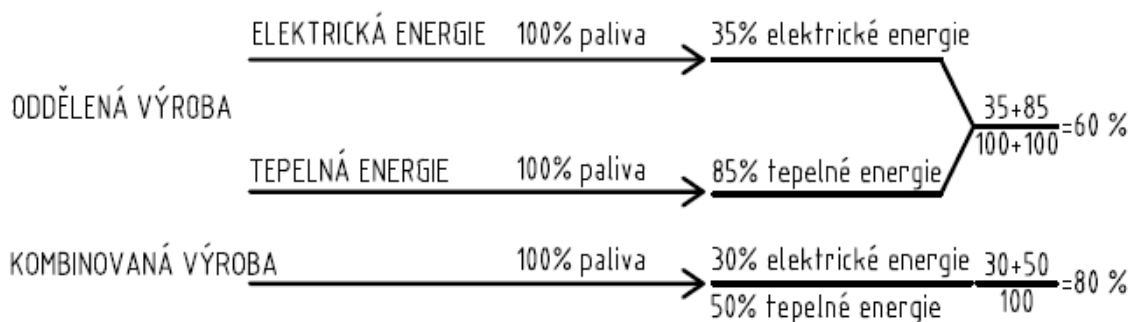 ELEKTRICKÁ ENERGIE 100% paliva 35% elektrické energie
ODDĚLENÁ VÝROBA
35+85
100+100
=60 %
TEPELNÁ ENERGIE 100% paliva 85% tepelné energie
KOMBINOVANÁ VÝROBA 100% paliva 30% elektrické energie
50% tepelné energie
30+50
100
=80 %